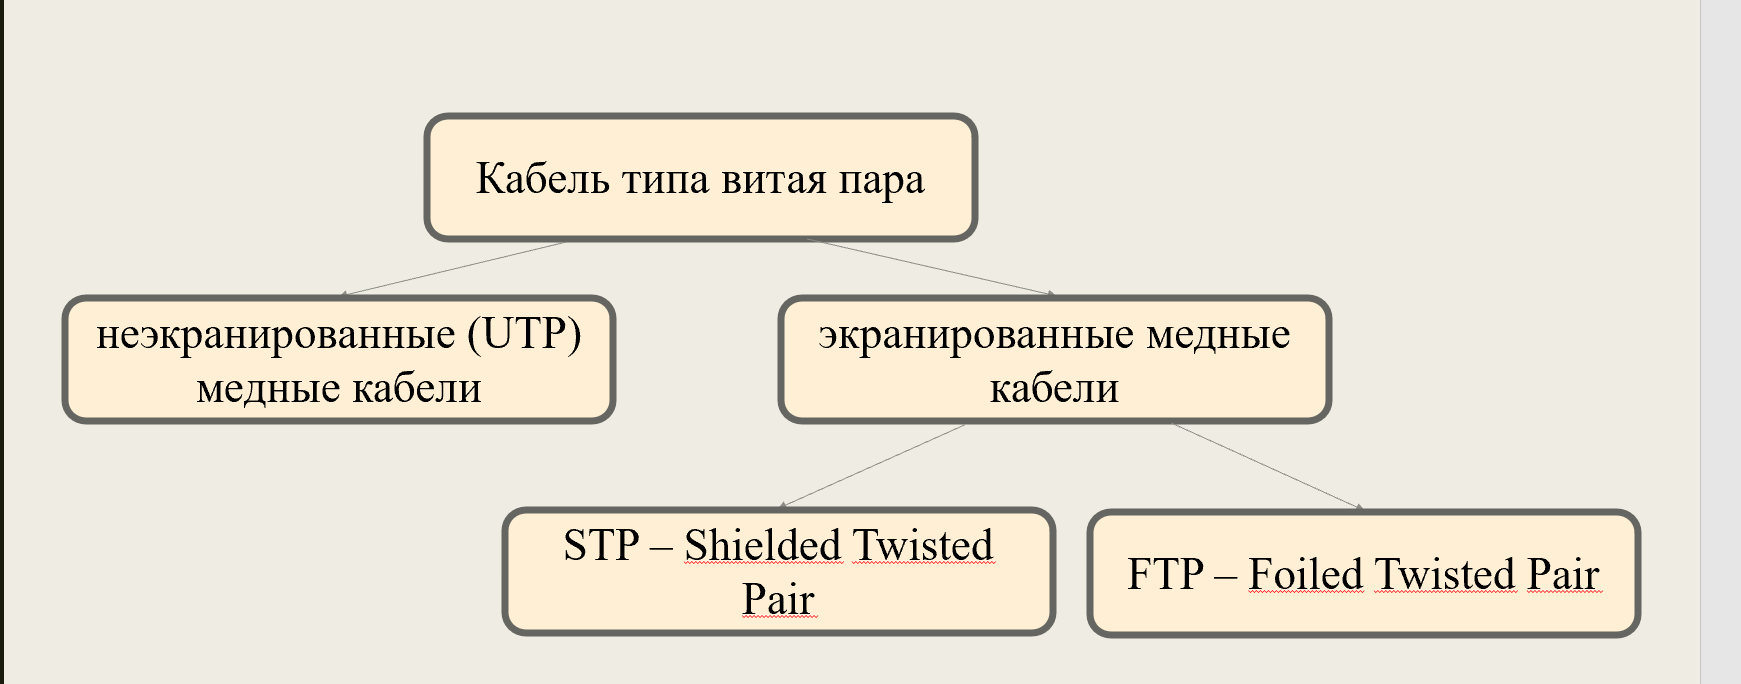 Кабель типа витая пара
неэкранированные (UTP)
медные кабели
экранированные медные
кабели
STP – Shielded Twisted
Pair
FTP – Foiled Twisted Pair